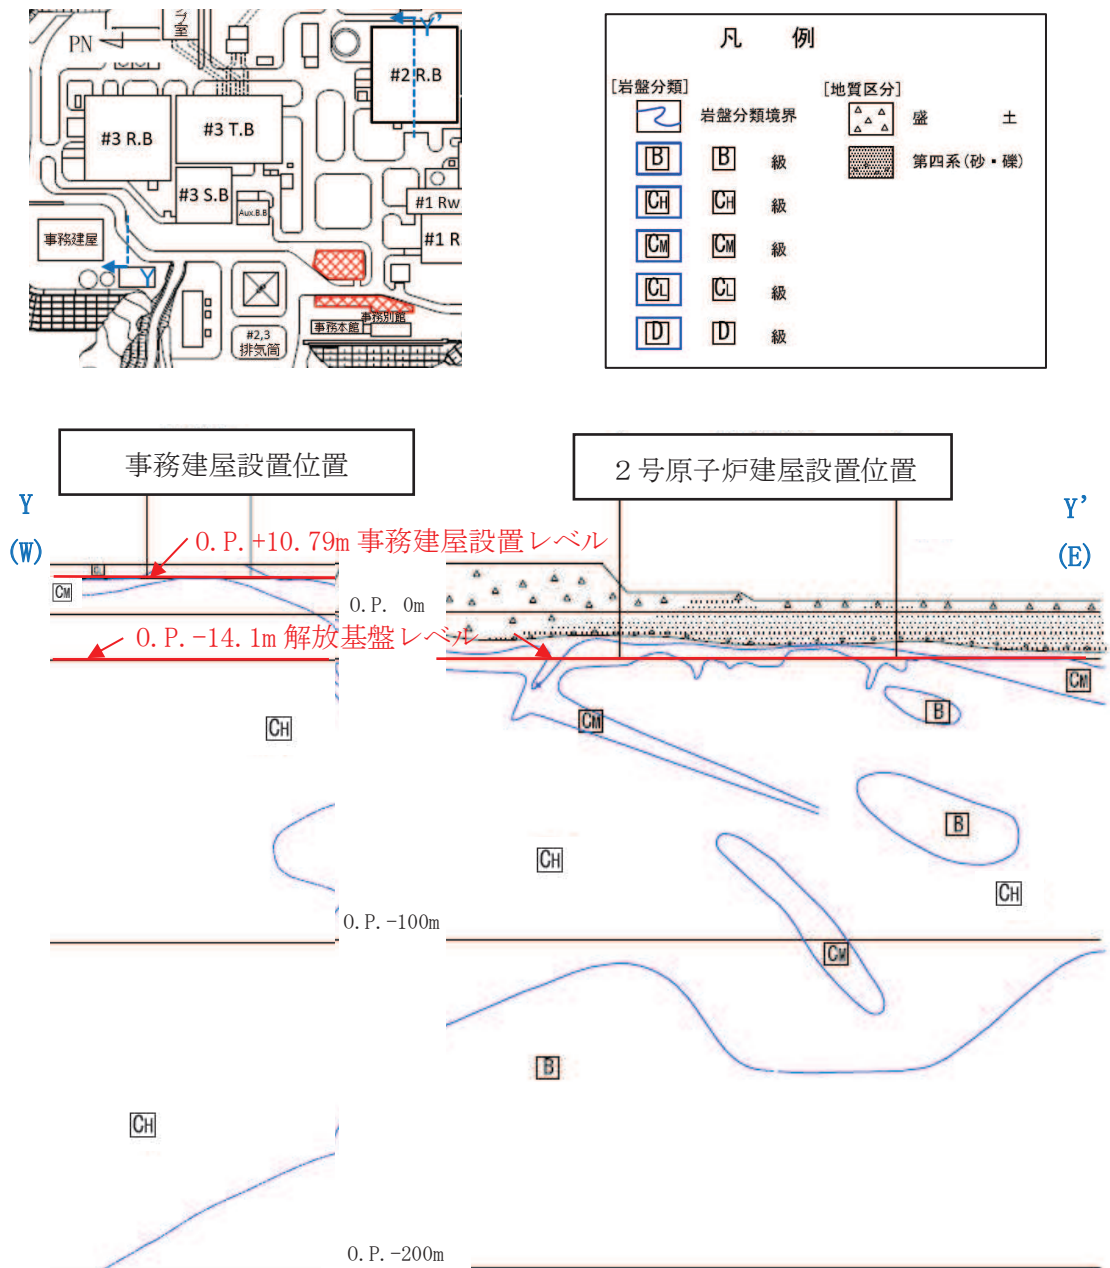 プ
室
PN
Y'
#2 R.B
#3 R.B
#3 T.B
#3 S.B
Aux.B.B
#1 Rw
#1 R
事務建屋
Y
#2,3
排気筒
事務本館
事務別館
凡 例
[岩盤分類]
[地質区分]
岩盤分類境界
盛 土
B B 級
第四系(砂・礫)
CH CH 級
CM CM 級
CL CL 級
D D 級
事務建屋設置位置
2号原子炉建屋設置位置
Y
(W)
Y'
(E)
O.P.+10.79m 事務建屋設置レベル
CM
O.P. 0m
O.P.-14.1m 解放基盤レベル
CM
CH
CM
B
B
CH
CH
O.P.-100m
CM
B
CH
O.P.-200m